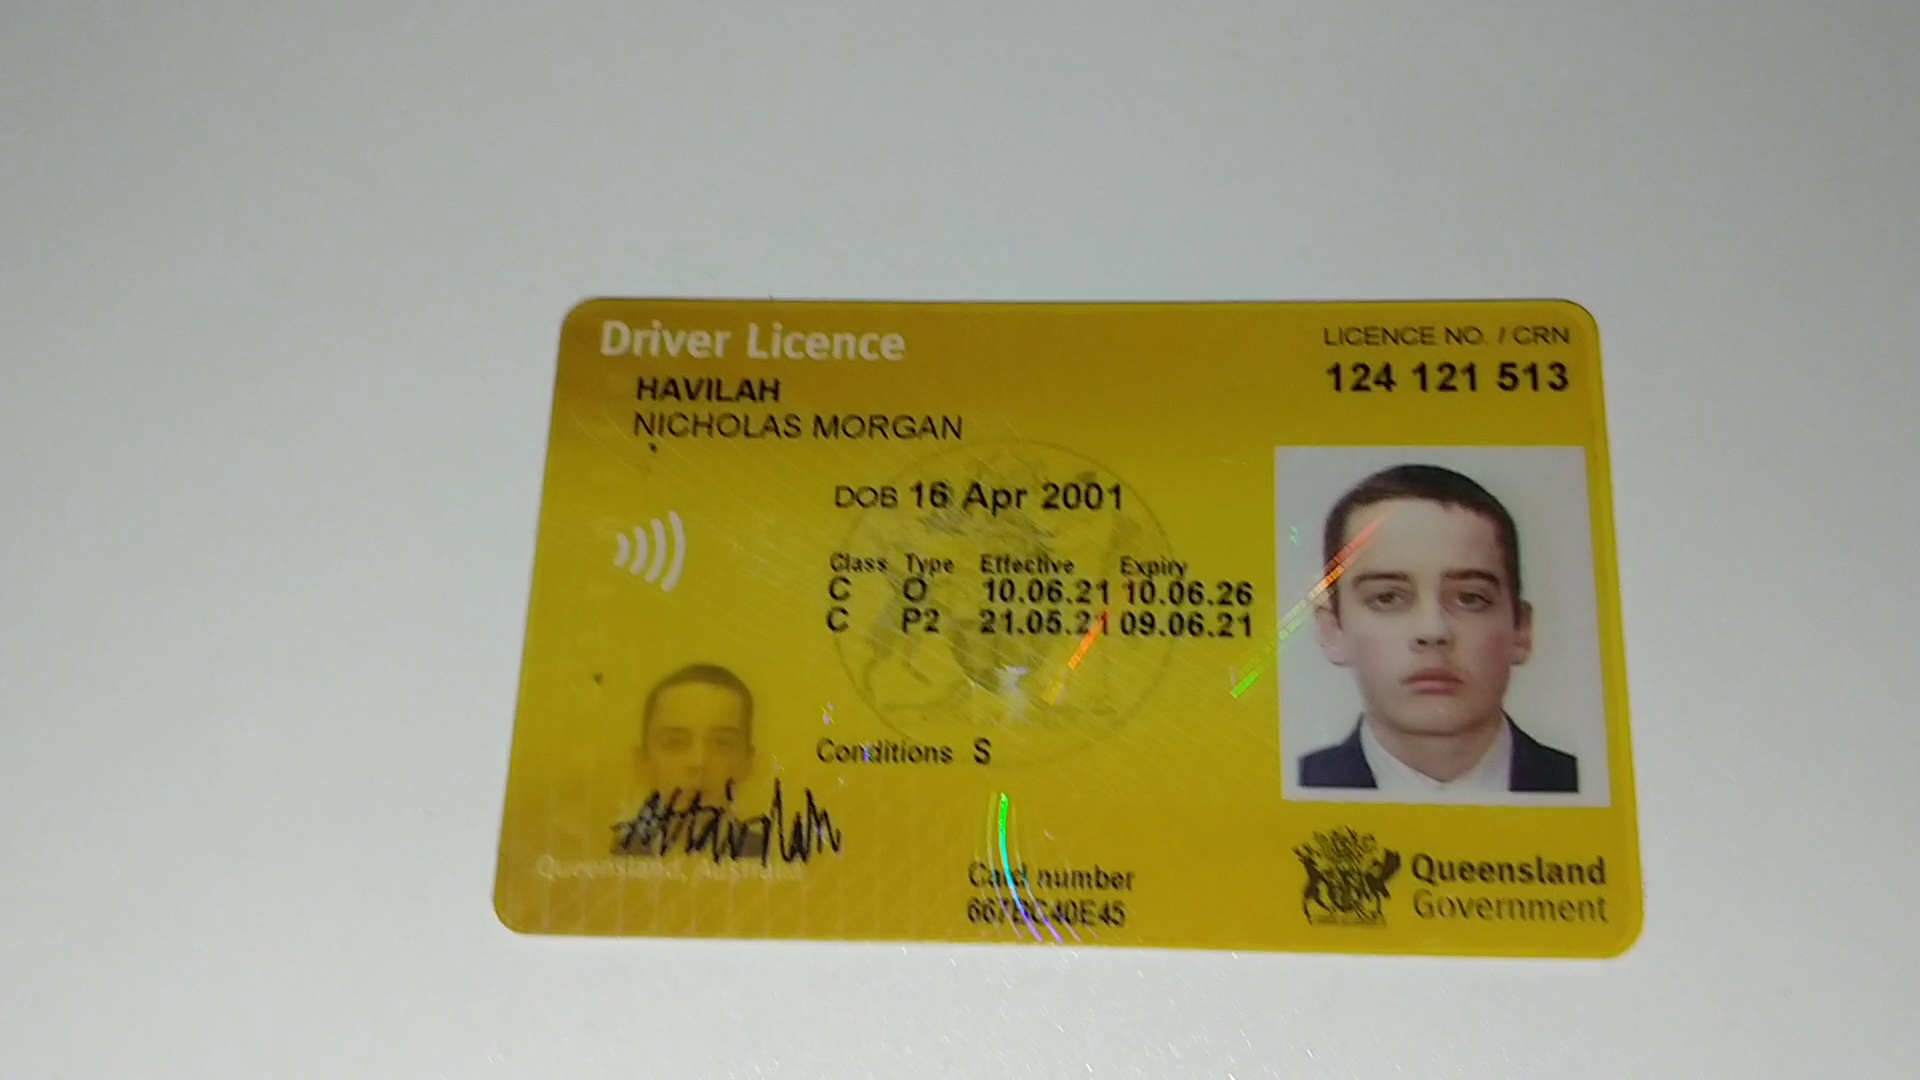 Driver Licence
LICENCE NO. / CRN
124 121 513
HAVILAH
NICHOLAS MORGAN
DOB 16 Apr 2001
Class Type Effective Expiry
C O 10.06.21 10.06.26
C P2 21.05.21 09.06.21
Conditions S
Queensland, Australia
Card number
667BC40E45
Queensland
Government